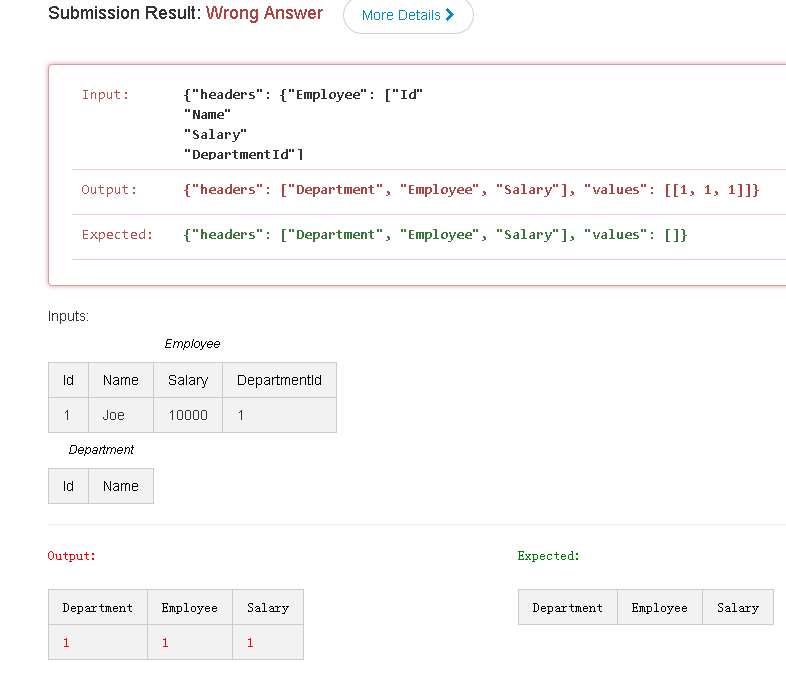 Submission Result: Wrong Answer More Details
Input: {"headers": {"Employee": ["Id"
"Name"
"Salary"
"DepartmentId"]
Output: {"headers": ["Department", "Employee", "Salary"], "values": [[1, 1, 1]]}
Expected: {"headers": ["Department", "Employee", "Salary"], "values": []}
Inputs:
Employee
Id Name Salary DepartmentId
1 Joe 10000 1
Department
Id Name
Output: Expected:
Department Employee Salary Department Employee Salary
1 1 1